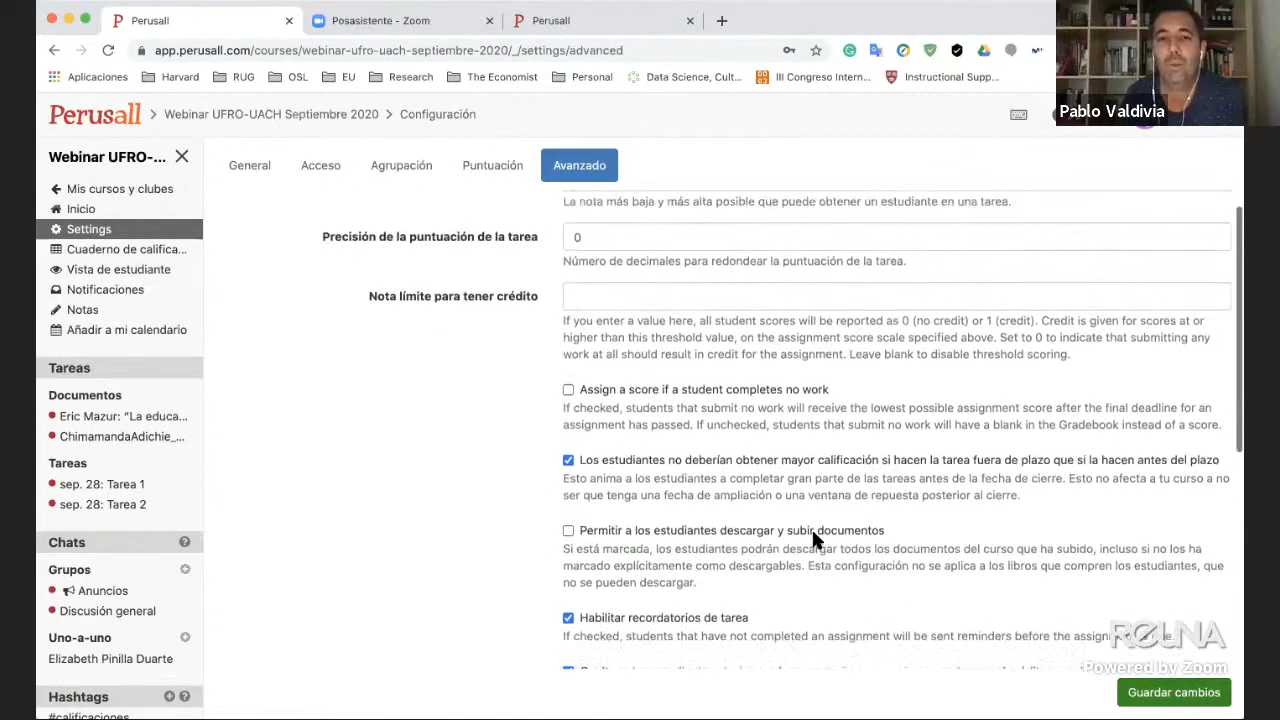 Perusall
Posasistente - Zoom
Perusall
app.perusall.com/courses/webinar-ufro-uach-septiembre-2020/_/settings/advanced
Aplicaciones
Harvard
RUG
OSL
EU
Research
The Economist
Personal
Data Science, Cult...
III Congreso Intern...
Instructional Supp...
Pablo Valdivia
Perusall > Webinar UFRO-UACH Septiembre 2020 > Configuración
Webinar UFRO-...
Mis cursos y clubes
Inicio
Settings
Cuaderno de califica...
Vista de estudiante
Notificaciones
Notas
Añadir a mi calendario
Tareas
Documentos
Eric Mazur: “La educa...
ChimamandaAdichie_...
Tareas
sep. 28: Tarea 1
sep. 28: Tarea 2
Chats
Grupos
Anuncios
Discusión general
Uno-a-uno
Elizabeth Pinilla Duarte
Hashtags
#calificaciones
General
Acceso
Agrupación
Puntuación
Avanzado
La nota más baja y más alta posible que puede obtener un estudiante en una tarea.
Precisión de la puntuación de la tarea
0
Número de decimales para redondear la puntuación de la tarea.
Nota límite para tener crédito
If you enter a value here, all student scores will be reported as 0 (no credit) or 1 (credit). Credit is given for scores at or
higher than this threshold value, on the assignment score scale specified above. Set to 0 to indicate that submitting any
work at all should result in credit for the assignment. Leave blank to disable threshold scoring.
Assign a score if a student completes no work
If checked, students that submit no work will receive the lowest possible assignment score after the final deadline for an
assignment has passed. If unchecked, students that submit no work will have a blank in the Gradebook instead of a score.
Los estudiantes no deberían obtener mayor calificación si hacen la tarea fuera de plazo que si la hacen antes del plazo
Esto anima a los estudiantes a completar gran parte de las tareas antes de la fecha de cierre. Esto no afecta a tu curso a no
ser que tenga una fecha de ampliación o una ventana de repuesta posterior al cierre.
Permitir a los estudiantes descargar y subir documentos
Si está marcada, los estudiantes podrán descargar todos los documentos del curso que ha subido, incluso si no los ha
marcado explícitamente como descargables. Esta configuración no se aplica a los libros que compren los estudiantes, que
no se pueden descargar.
Habilitar recordatorios de tarea
If checked, students that have not completed an assignment will be sent reminders before the
REUNA
Powered by Zoom
Guardar cambios